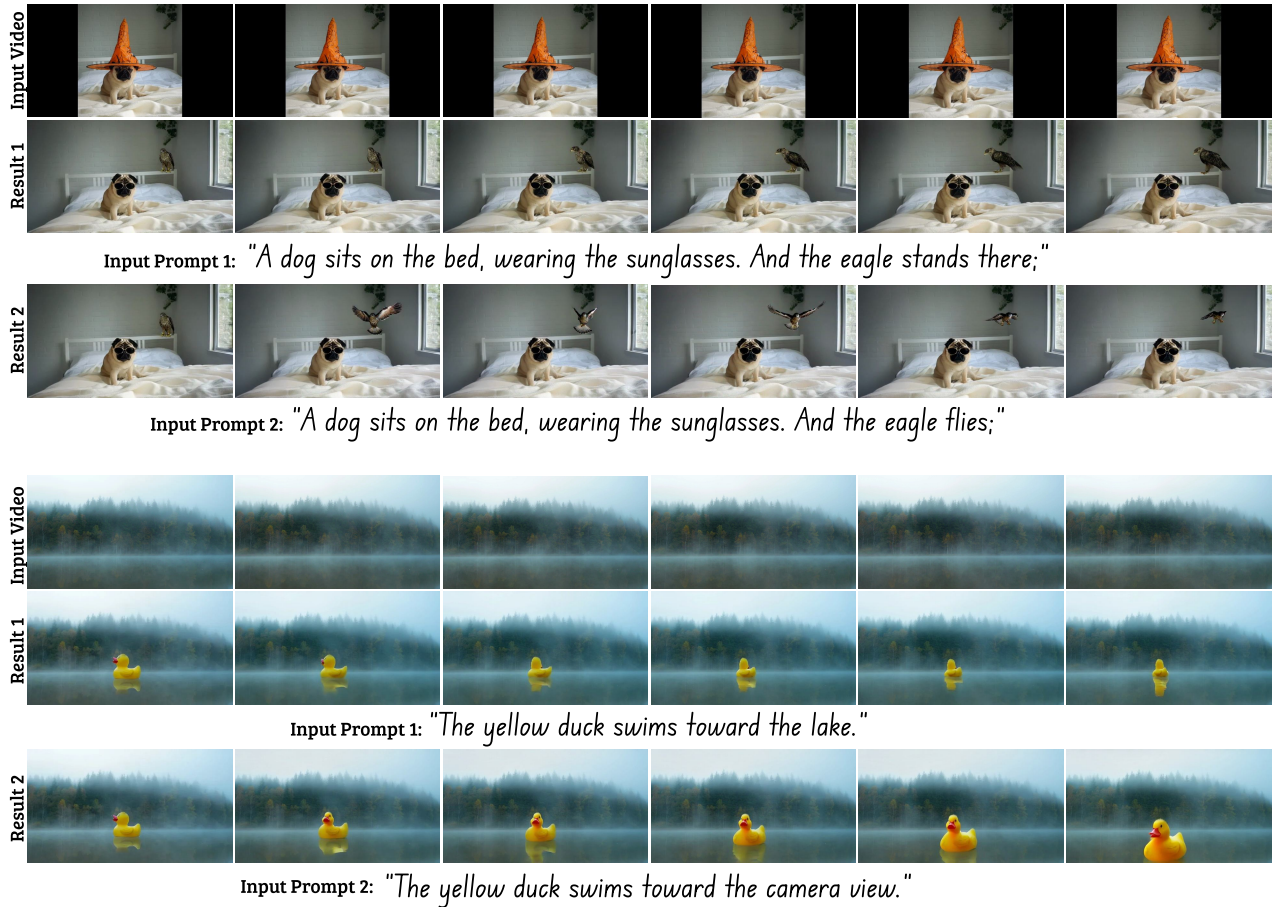 Input Video
Result 1
Input Prompt 1: "A dog sits on the bed, wearing the sunglasses. And the eagle stands there;"
Result 2
Input Prompt 2: "A dog sits on the bed, wearing the sunglasses. And the eagle flies;"
Input Video
Result 1
Input Prompt 1: "The yellow duck swims toward the lake."
Result 2
Input Prompt 2: "The yellow duck swims toward the camera view."